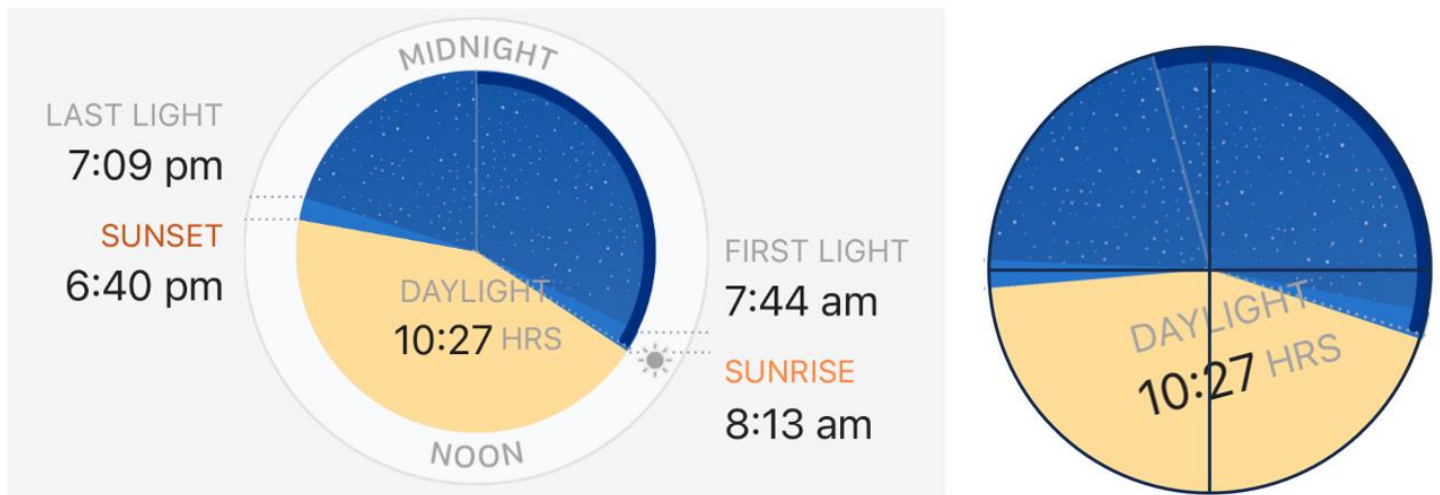 MIDNIGHT
LAST LIGHT
7:09 pm
SUNSET
6:40 pm
DAYLIGHT
10:27 HRS
FIRST LIGHT
7:44 am
SUNRISE
8:13 am
NOON
DAYLIGHT
10:27 HRS